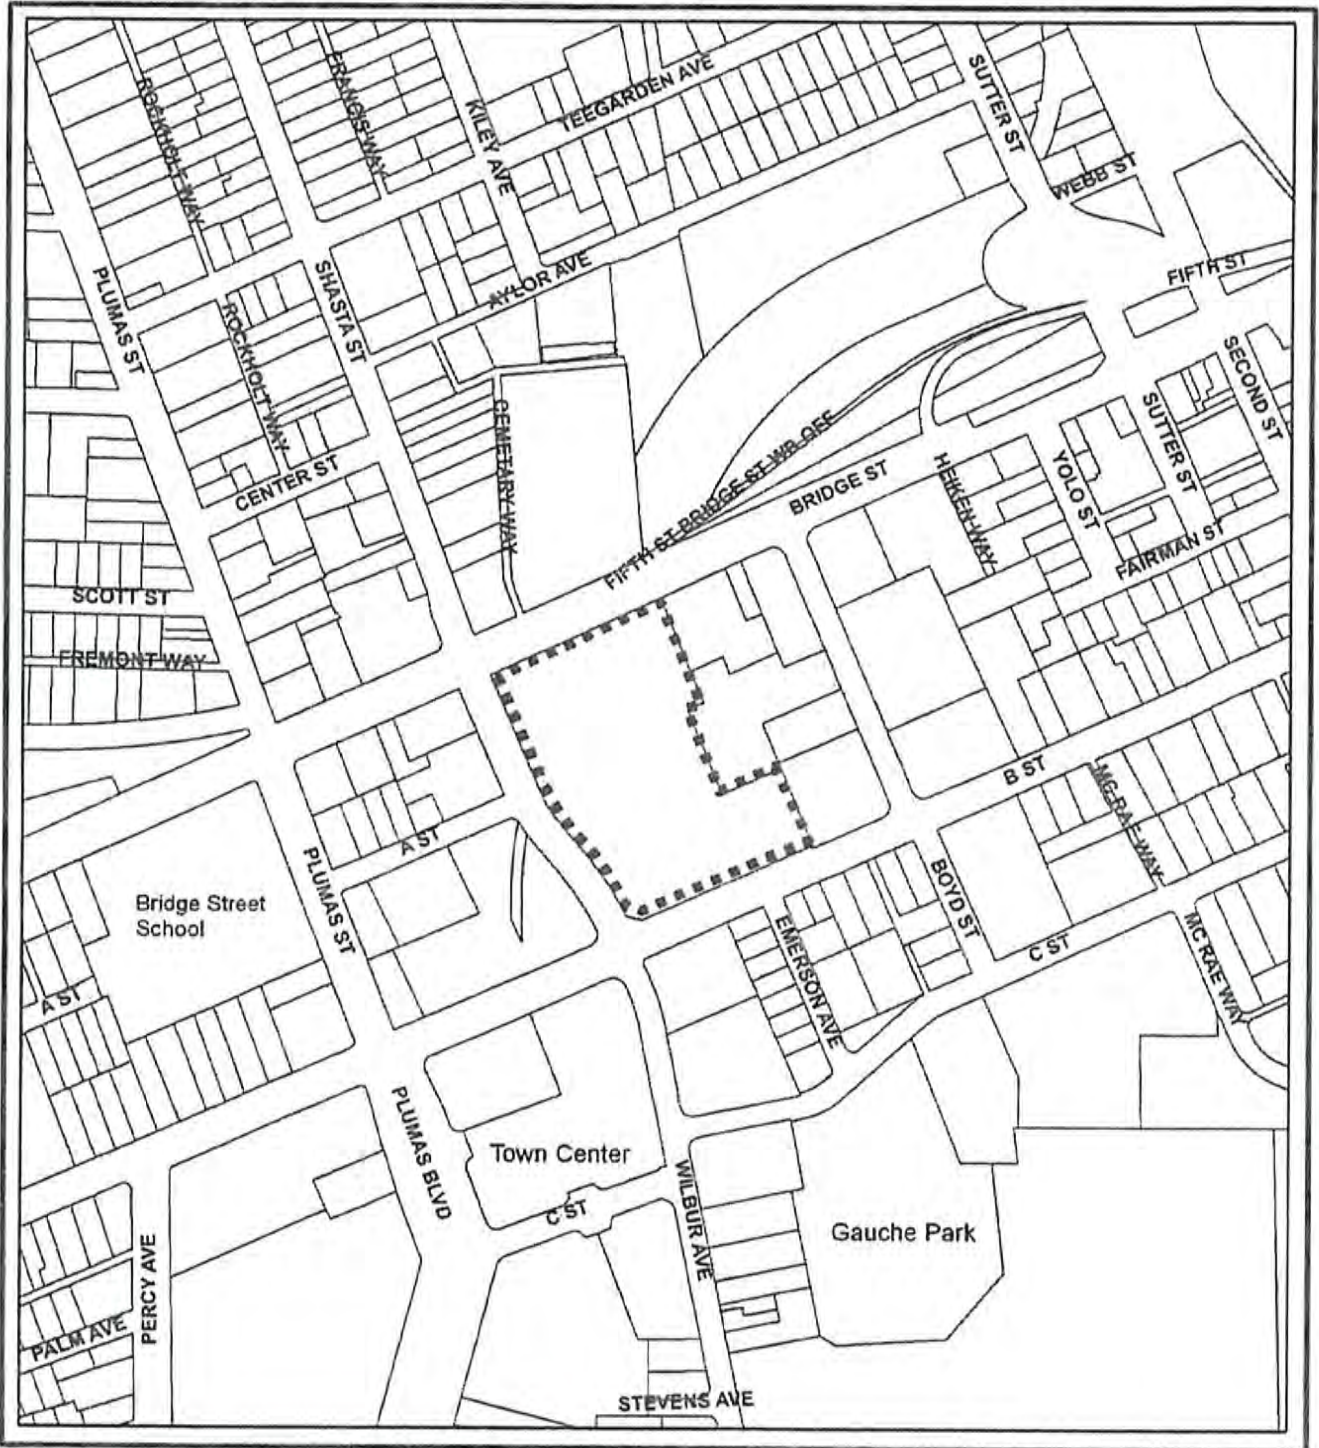 ROCKHOLT WAY
FRANCIS WAY
KILEY AVE
TEEGARDEN AVE
SUTTER ST
WEBB ST
FIFTH ST
PLUMAS ST
ROCKHOLT WAY
SHASTA ST
AYLOR AVE
SECOND ST
SUTTER ST
CENTER ST
CEMETARY WAY
FIFTH ST BRIDGE ST WB OFF
BRIDGE ST
HEIKEN WAY
YOLO ST
FAIRMAN ST
SCOTT ST
FREMONT WAY
B ST
MC RAE WAY
A ST
PLUMAS ST
Bridge Street
School
BOYD ST
EMERSON AVE
C ST
MC RAE WAY
A ST
PLUMAS BLVD
Town Center
WILBUR AVE
C ST
Gauche Park
PERCY AVE
PALM AVE
STEVENS AVE